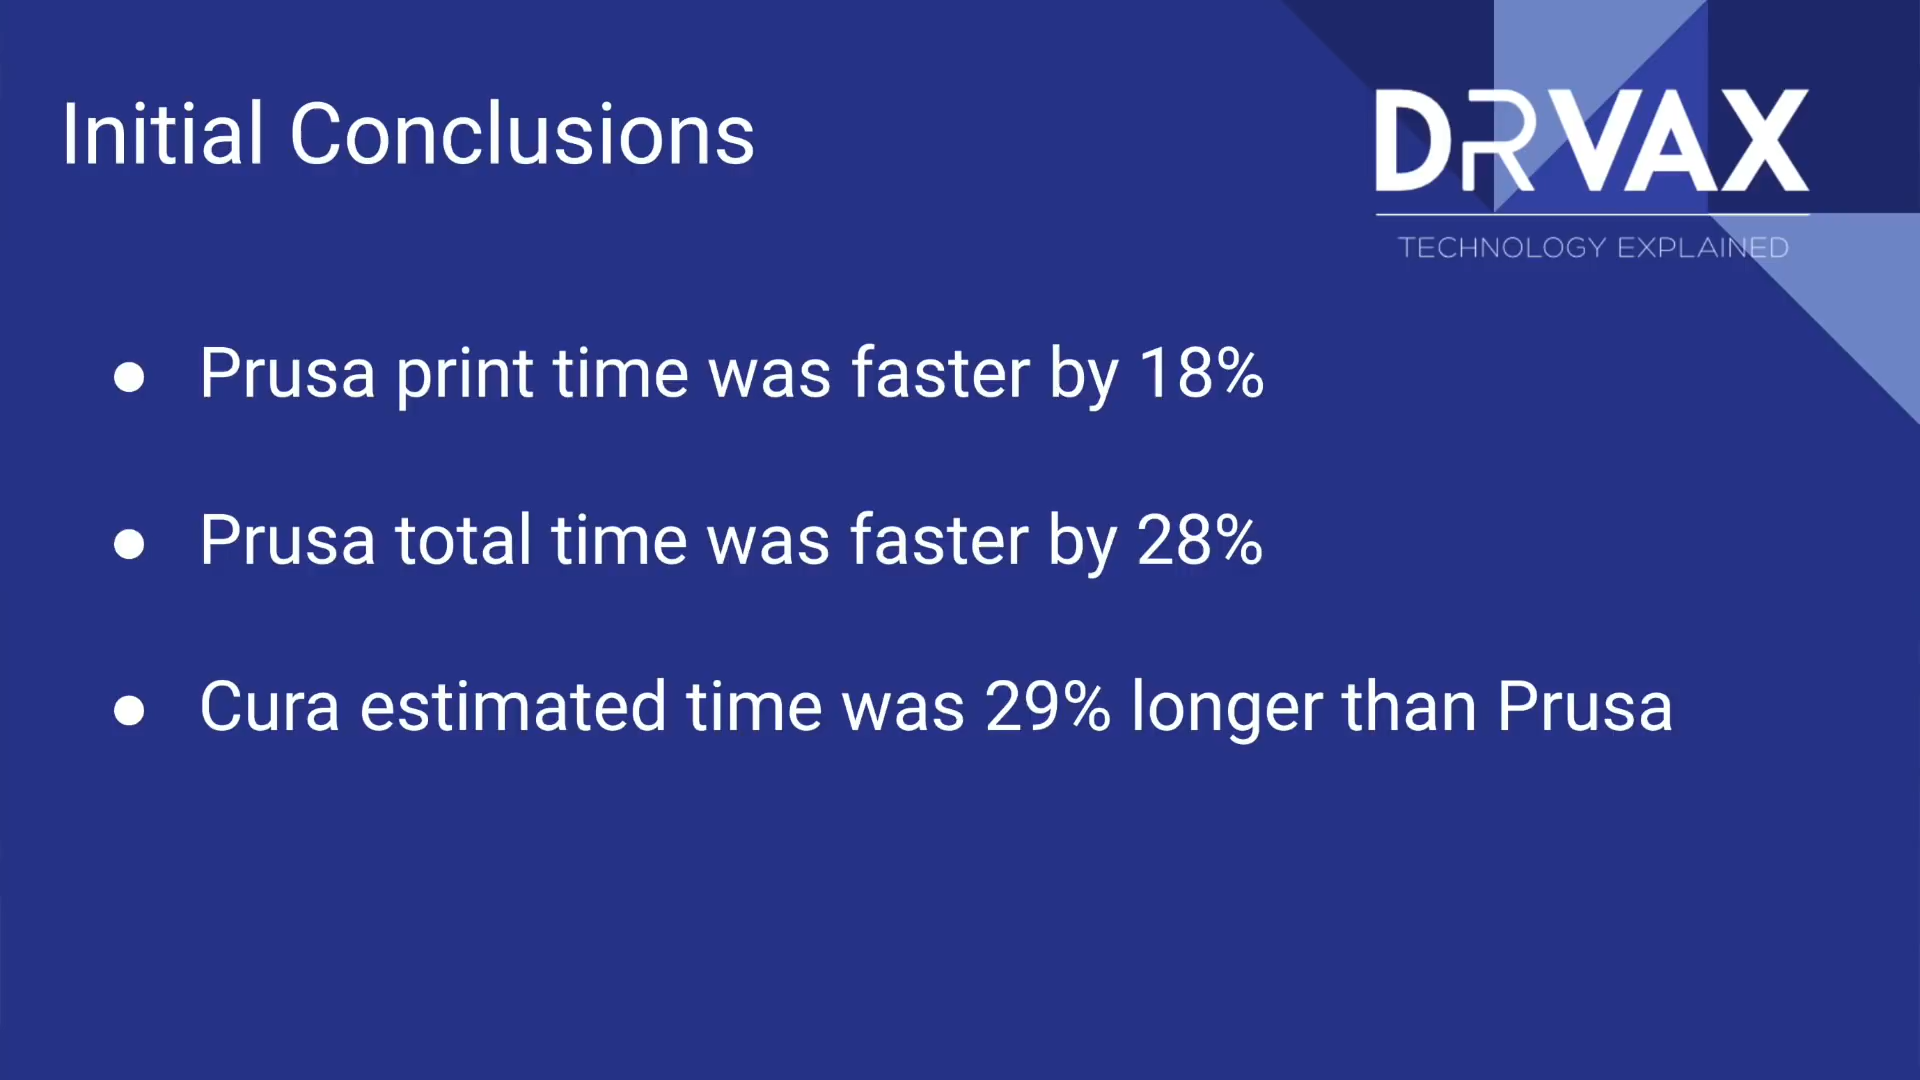 Initial Conclusions
DRVAX
TECHNOLOGY EXPLAINED
● Prusa print time was faster by 18%
● Prusa total time was faster by 28%
● Cura estimated time was 29% longer than Prusa